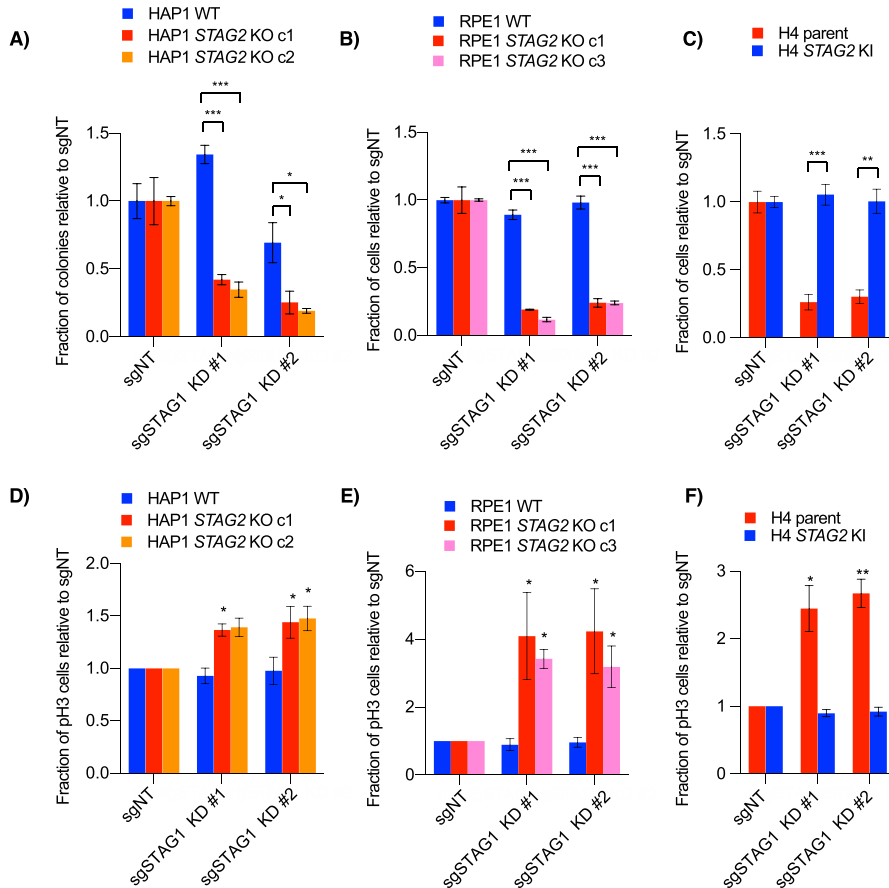 A)
HAP1 WT
HAP1 STAG2 KO c1
HAP1 STAG2 KO c2
Fraction of colonies relative to sgNT
1.5
1.0
0.5
0.0
***
***
*
*
sgNT
sgSTAG1 KD #1
sgSTAG1 KD #2
B)
RPE1 WT
RPE1 STAG2 KO c1
RPE1 STAG2 KO c3
Fraction of cells relative to sgNT
1.5
1.0
0.5
0.0
***
***
***
***
sgNT
sgSTAG1 KD #1
sgSTAG1 KD #2
C)
H4 parent
H4 STAG2 KI
Fraction of cells relative to sgNT
1.5
1.0
0.5
0.0
***
**
sgNT
sgSTAG1 KD #1
sgSTAG1 KD #2
D)
HAP1 WT
HAP1 STAG2 KO c1
HAP1 STAG2 KO c2
Fraction of pH3 cells relative to sgNT
2.0
1.5
1.0
0.5
0.0
*
*
*
sgNT
sgSTAG1 KD #1
sgSTAG1 KD #2
E)
RPE1 WT
RPE1 STAG2 KO c1
RPE1 STAG2 KO c3
Fraction of pH3 cells relative to sgNT
6
4
2
0
*
*
*
*
sgNT
sgSTAG1 KD #1
sgSTAG1 KD #2
F)
H4 parent
H4 STAG2 KI
Fraction of pH3 cells relative to sgNT
3
2
1
0
*
**
sgNT
sgSTAG1 KD #1
sgSTAG1 KD #2